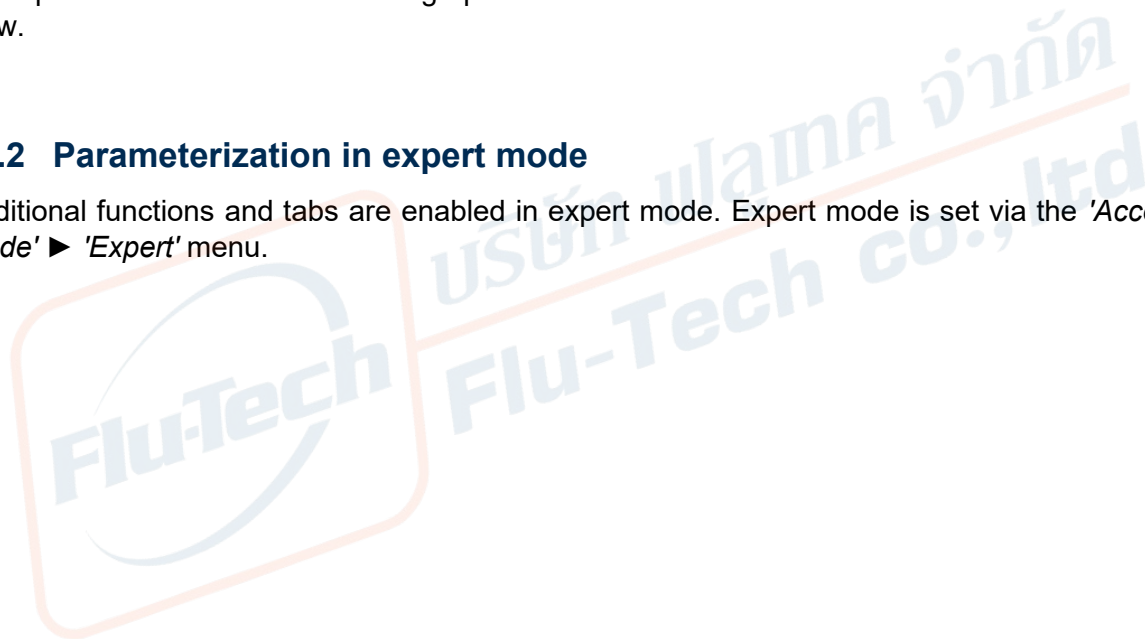 w.
.2 Parameterization in expert mode
ditional functions and tabs are enabled in expert mode. Expert mode is set via the 'Acc
de' ► 'Expert' menu.
บริษัท ฟลูเทค จำกัด
Flu-Tech co.,ltd
Flu-Tech